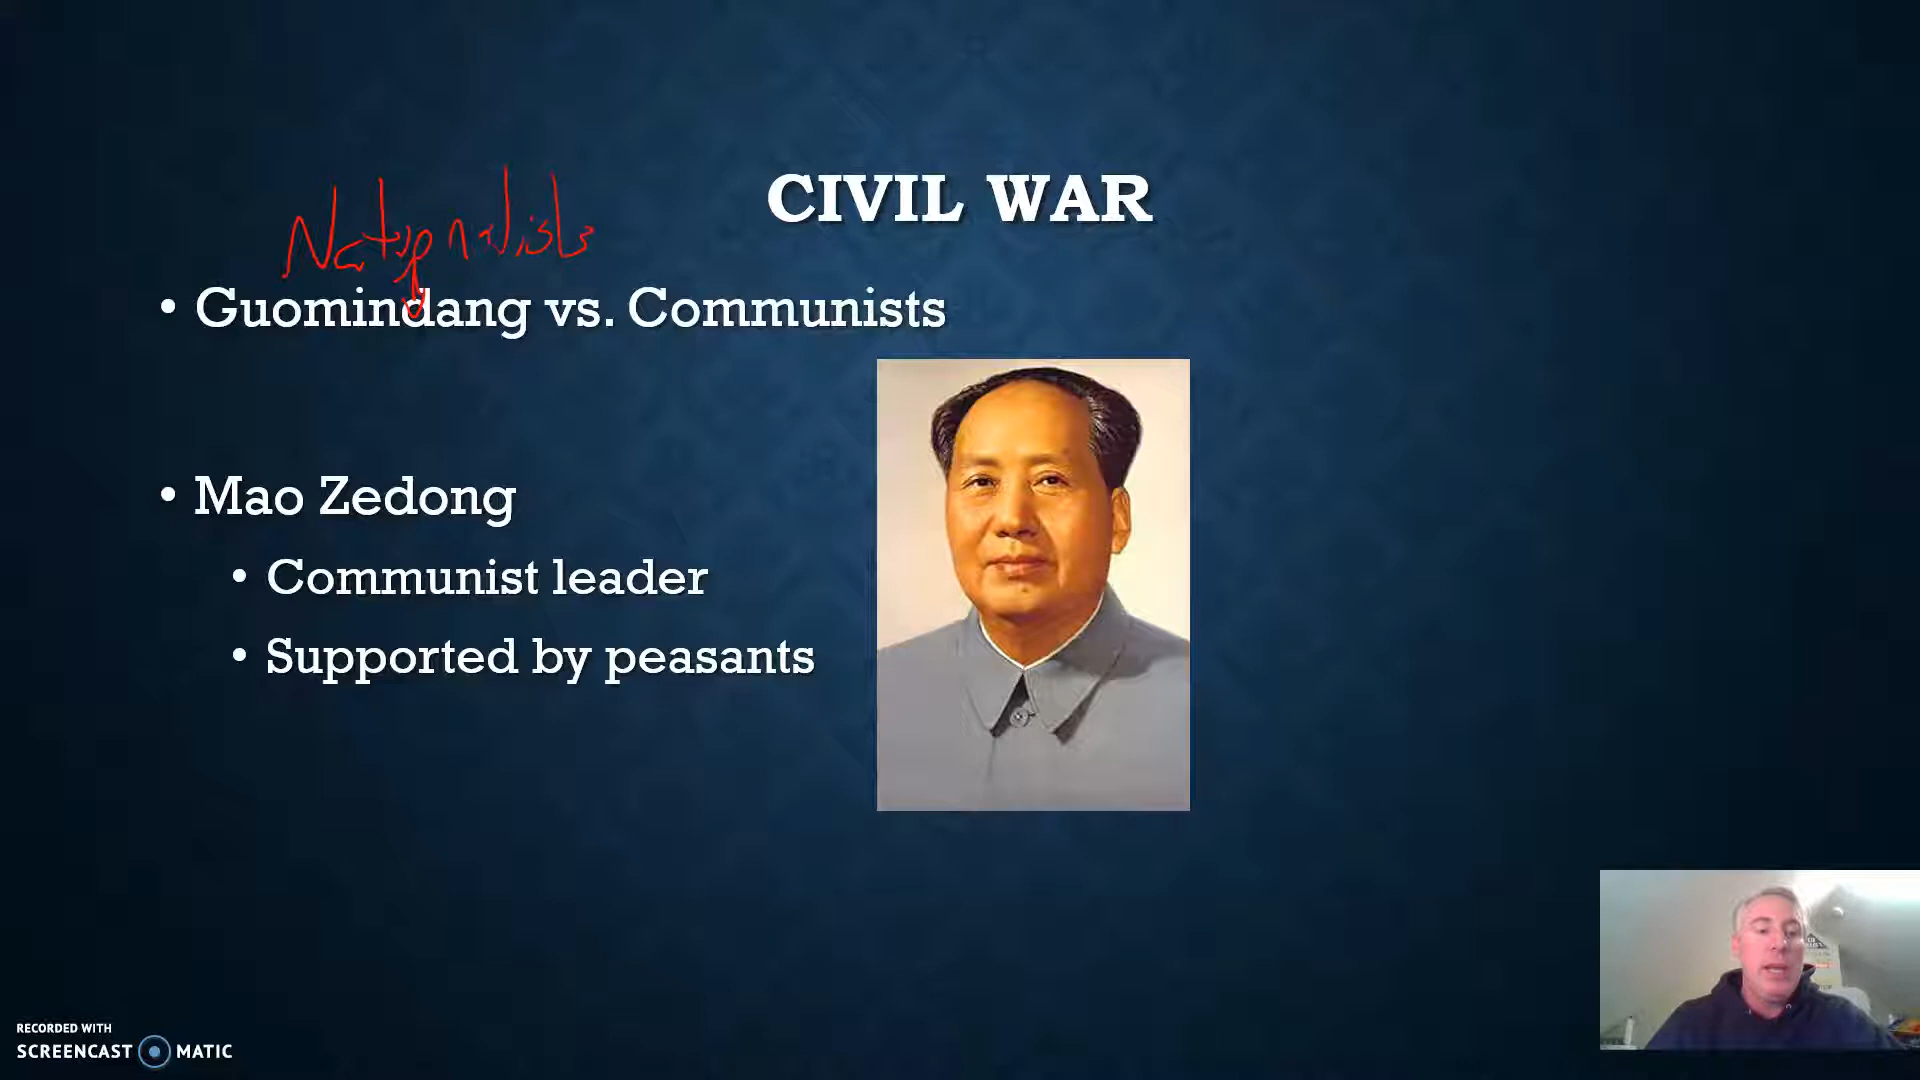 CIVIL WAR
Nationalists
• Guomindang vs. Communists
• Mao Zedong
• Communist leader
• Supported by peasants
RECORDED WITH
SCREENCAST MATIC